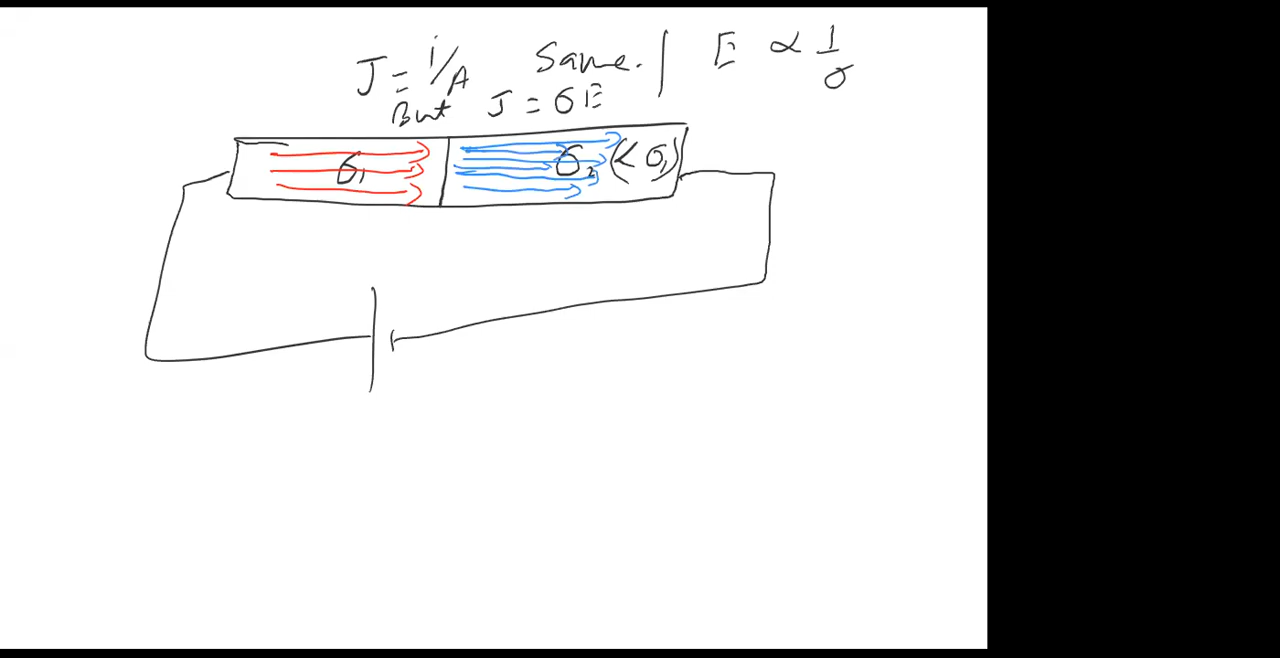 J = i/A Same. | E ∝ 1/σ
But J = σE
σ₁ σ₂ (< σ₁)